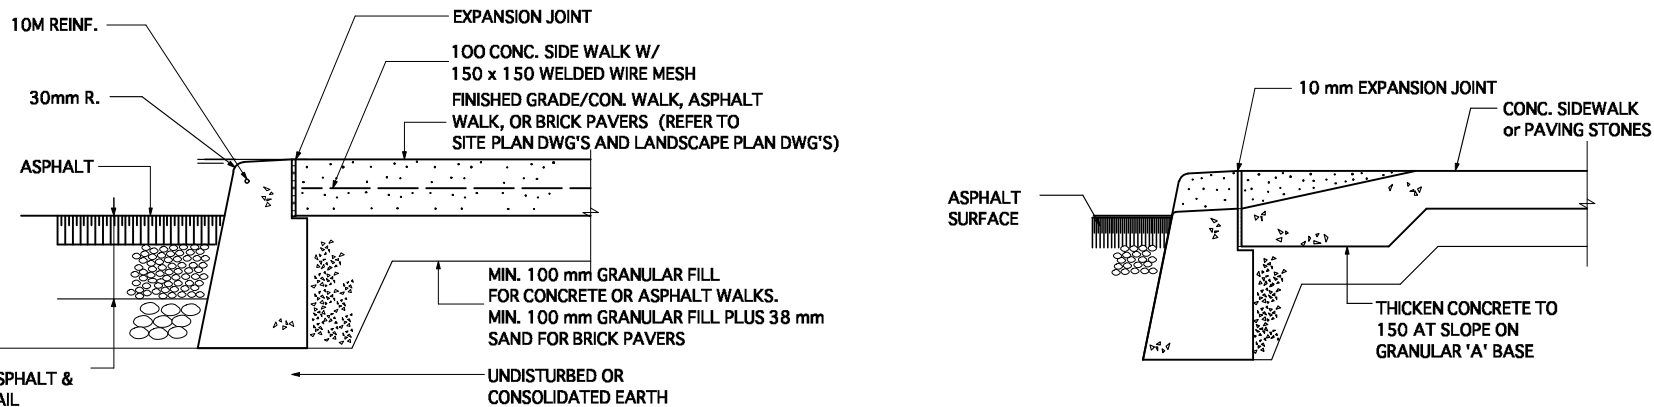 10M REINF.
30mm R.
ASPHALT
EXPANSION JOINT
100 CONC. SIDE WALK W/
150 x 150 WELDED WIRE MESH
FINISHED GRADE/CON. WALK, ASPHALT
WALK, OR BRICK PAVERS (REFER TO
SITE PLAN DWG'S AND LANDSCAPE PLAN DWG'S)
MIN. 100 mm GRANULAR FILL
FOR CONCRETE OR ASPHALT WALKS.
MIN. 100 mm GRANULAR FILL PLUS 38 mm
SAND FOR BRICK PAVERS
UNDISTURBED OR
CONSOLIDATED EARTH
SPHALT &
AIL
10 mm EXPANSION JOINT
CONC. SIDEWALK
or PAVING STONES
ASPHALT
SURFACE
THICKEN CONCRETE TO
150 AT SLOPE ON
GRANULAR 'A' BASE